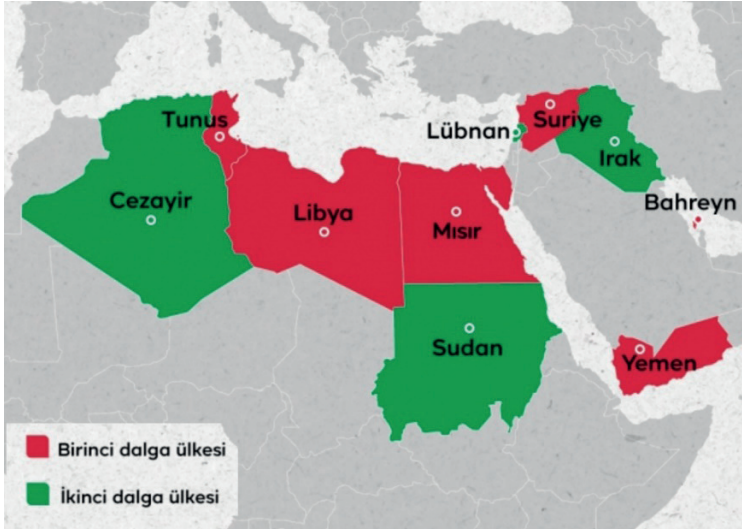 Tunus
Lübnan
Suriye
Irak
Cezayir
Libya
Mısır
Bahreyn
Sudan
Yemen
Birinci dalga ülkesi
İkinci dalga ülkesi